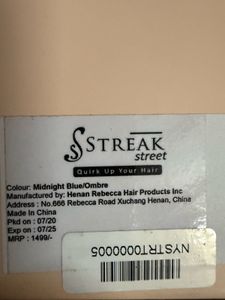 STREAK
street
Quirk Up Your Hair
Colour: Midnight Blue/Ombre
Manufactured by: Henan Rebecca Hair Products Inc
Address : No.666 Rebecca Road Xuchang Henan, China
Made In China
Pkd on : 07/20
Exp on : 07/25
MRP : 1499/-
NYSTRT0000005